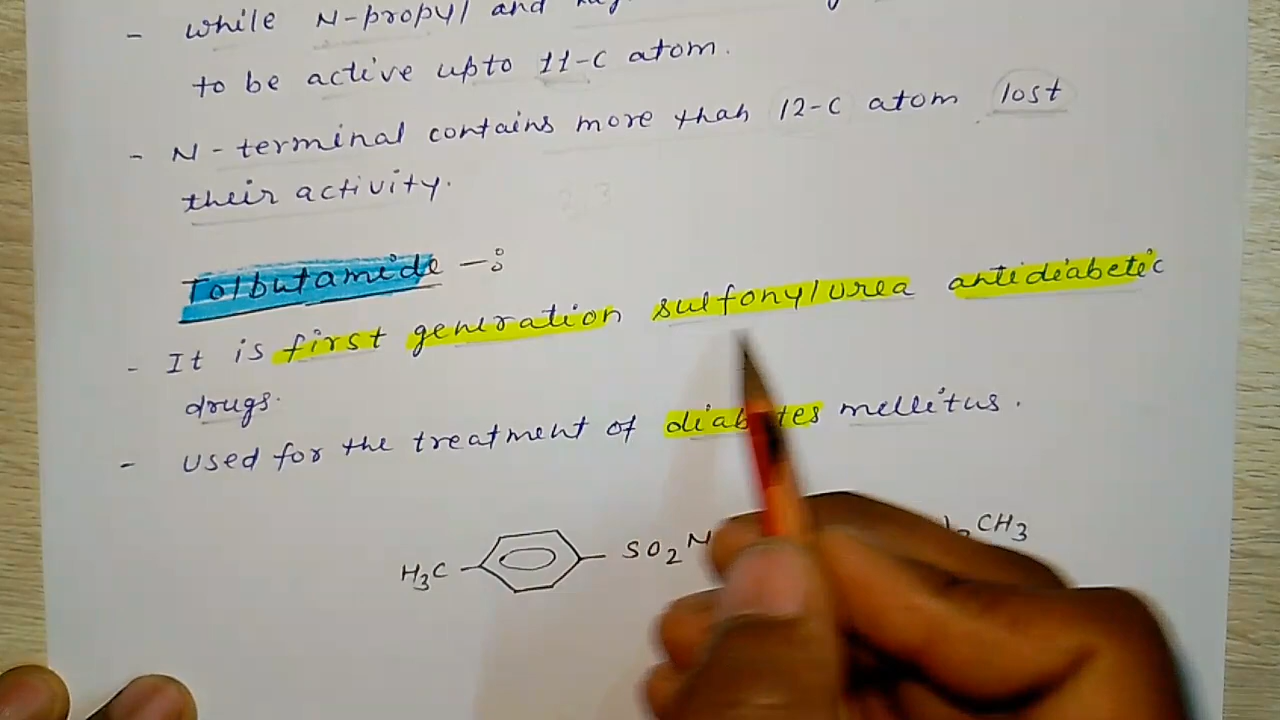 - while N-propyl and
to be active upto 11-C atom.
- N-terminal contains more than 12-C atom lost
their activity.
Tolbutamide -:
- It is first generation sulfonylurea antidiabetic
drugs.
- used for the treatment of diabetes mellitus.
H3C SO2N CH3